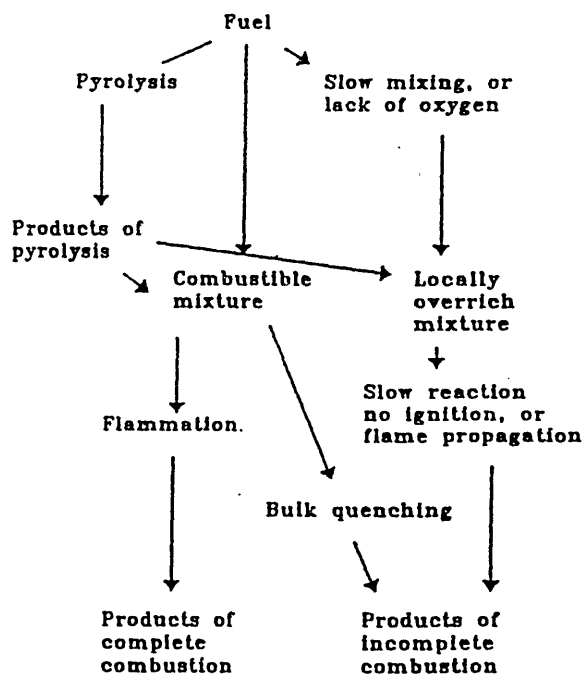 Fuel
Pyrolysis
Slow mixing, or
lack of oxygen
Products of
pyrolysis
Combustible
mixture
Locally
overrich
mixture
Flammation.
Slow reaction
no ignition, or
flame propagation
Bulk quenching
Products of
complete
combustion
Products of
incomplete
combustion